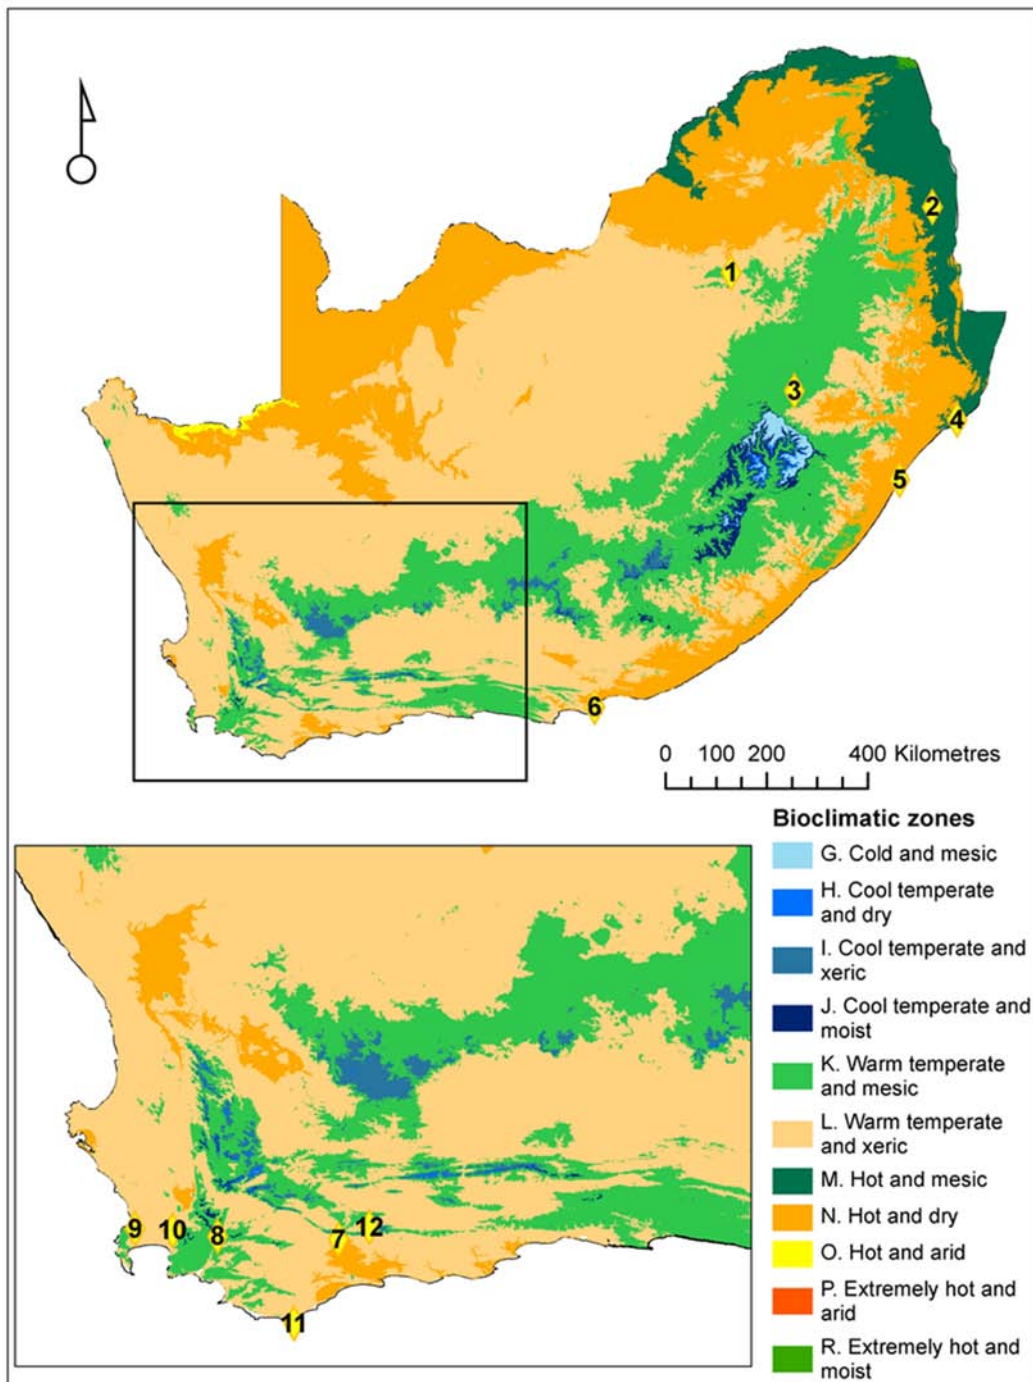 2
1
3
4
5
6
0 100 200 400 Kilometres
Bioclimatic zones
G. Cold and mesic
H. Cool temperate
and dry
I. Cool temperate and
xeric
J. Cool temperate and
moist
K. Warm temperate
and mesic
L. Warm temperate
and xeric
M. Hot and mesic
N. Hot and dry
O. Hot and arid
P. Extremely hot and
arid
R. Extremely hot and
moist
9 10 8 7 12
11